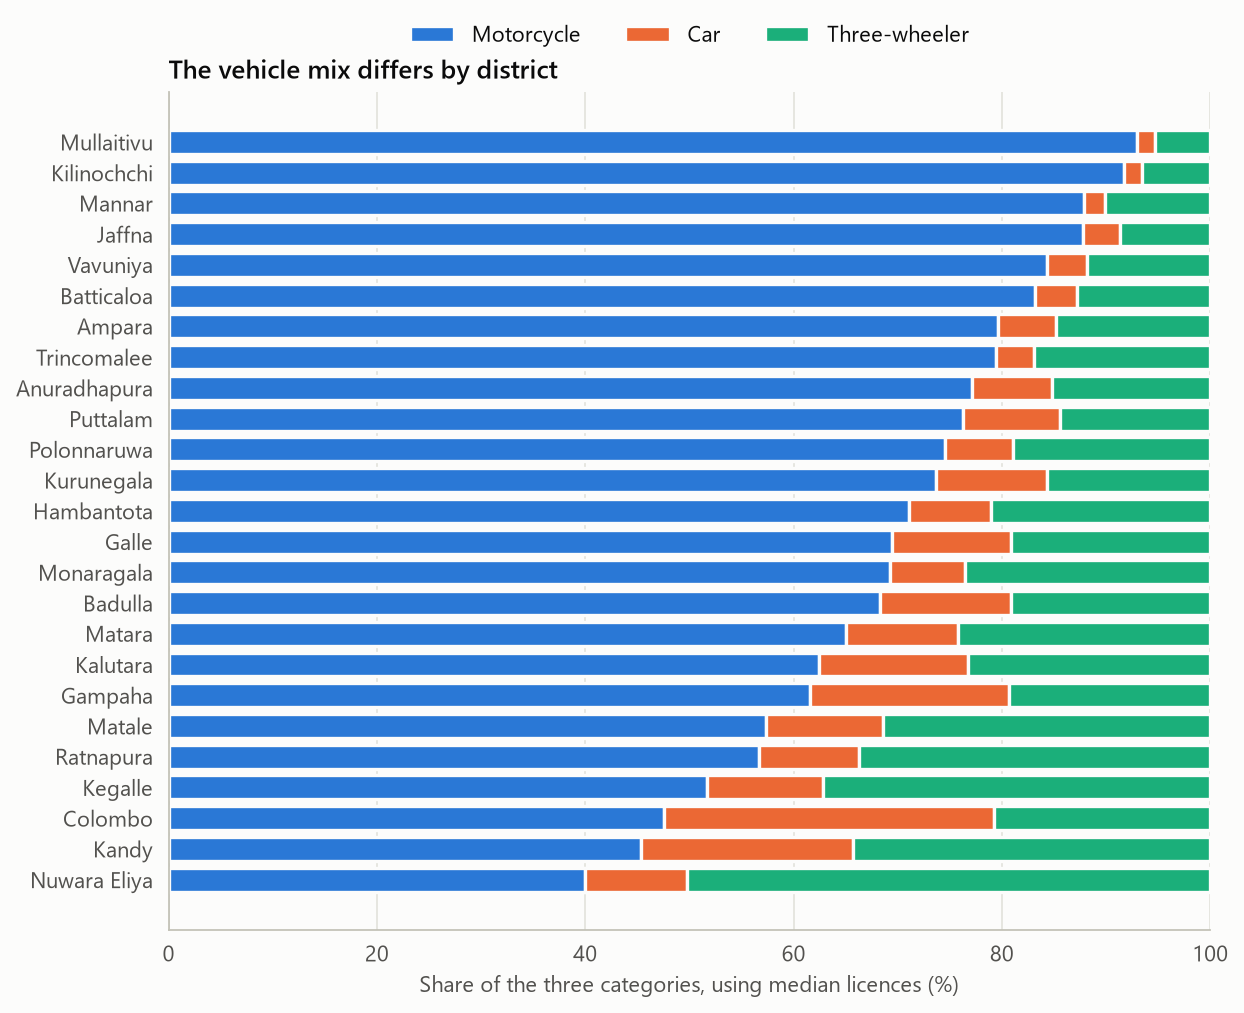 Motorcycle Car Three-wheeler
The vehicle mix differs by district
Mullaitivu
Kilinochchi
Mannar
Jaffna
Vavuniya
Batticaloa
Ampara
Trincomalee
Anuradhapura
Puttalam
Polonnaruwa
Kurunegala
Hambantota
Galle
Monaragala
Badulla
Matara
Kalutara
Gampaha
Matale
Ratnapura
Kegalle
Colombo
Kandy
Nuwara Eliya
0 20 40 60 80 100
Share of the three categories, using median licences (%)